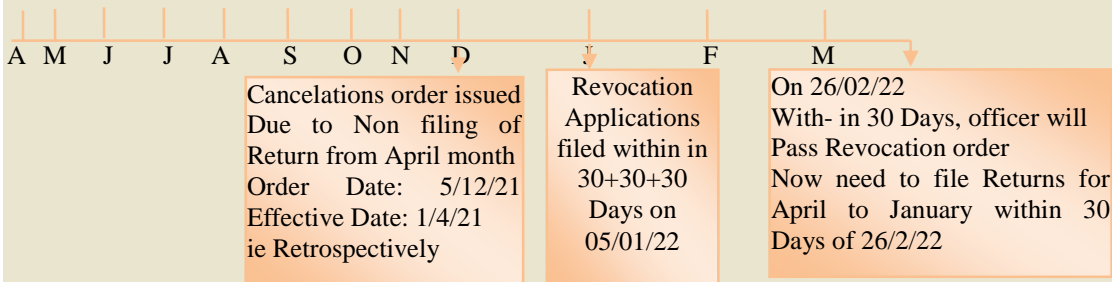 A M J J A S O N D J F M
Cancelations order issued
Due to Non filing of
Return from April month
Order Date: 5/12/21
Effective Date: 1/4/21
ie Retrospectively
Revocation
Applications
filed within in
30+30+30
Days on
05/01/22
On 26/02/22
With- in 30 Days, officer will
Pass Revocation order
Now need to file Returns for
April to January within 30
Days of 26/2/22